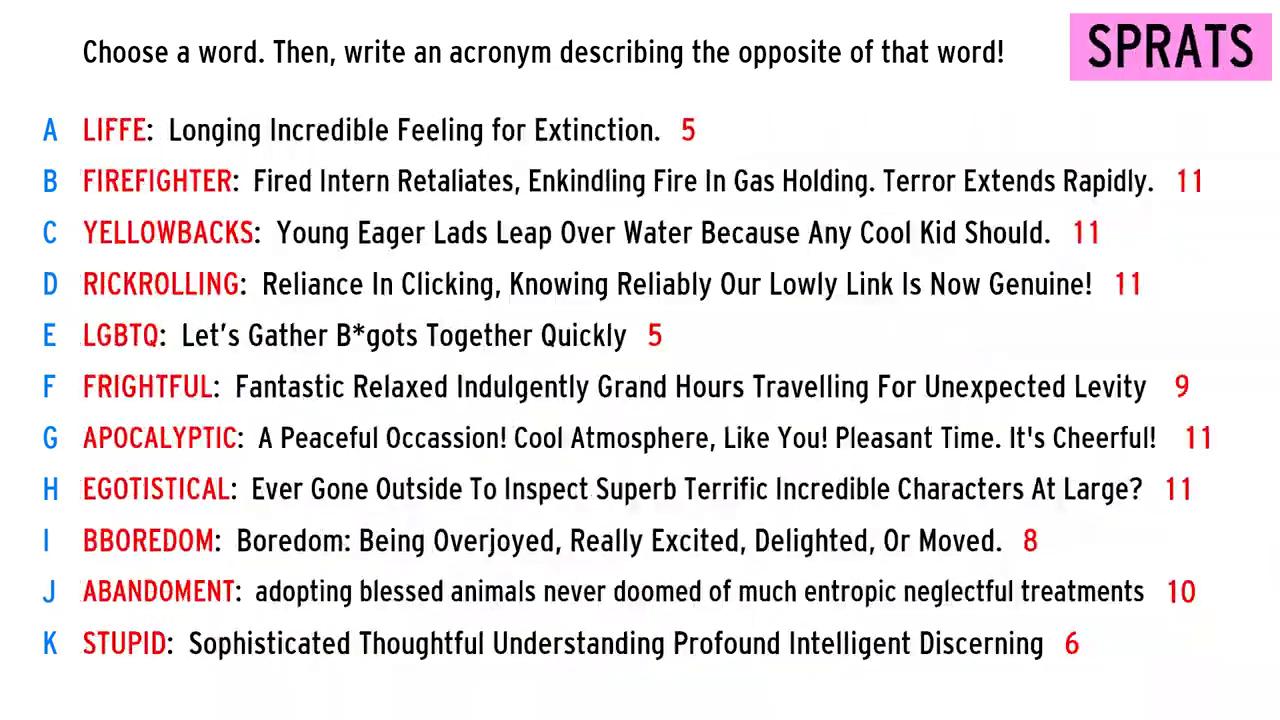 Choose a word. Then, write an acronym describing the opposite of that word!
SPRATS
A LIFFE: Longing Incredible Feeling for Extinction. 5
B FIREFIGHTER: Fired Intern Retaliates, Enkindling Fire In Gas Holding. Terror Extends Rapidly. 11
C YELLOWBACKS: Young Eager Lads Leap Over Water Because Any Cool Kid Should. 11
D RICKROLLING: Reliance In Clicking, Knowing Reliably Our Lowly Link Is Now Genuine! 11
E LGBTQ: Let's Gather B*gots Together Quickly 5
F FRIGHTFUL: Fantastic Relaxed Indulgently Grand Hours Travelling For Unexpected Levity 9
G APOCALYPTIC: A Peaceful Occassion! Cool Atmosphere, Like You! Pleasant Time. It's Cheerful! 11
H EGOTISTICAL: Ever Gone Outside To Inspect Superb Terrific Incredible Characters At Large? 11
I BBOREDOM: Boredom: Being Overjoyed, Really Excited, Delighted, Or Moved. 8
J ABANDOMENT: adopting blessed animals never doomed of much entropic neglectful treatments 10
K STUPID: Sophisticated Thoughtful Understanding Profound Intelligent Discerning 6